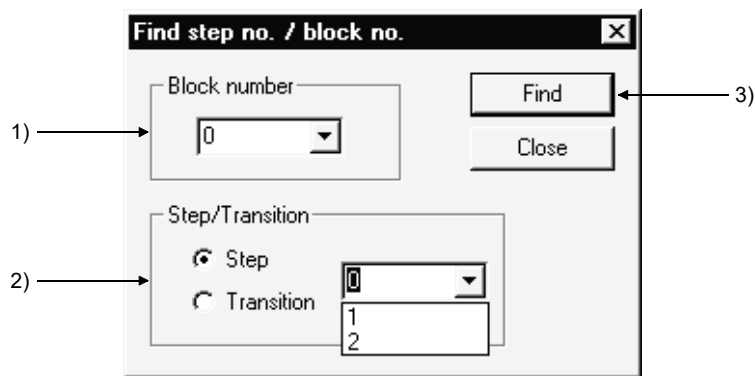 Find step no. / block no.
Block number
1)
0
Find
3)
Close
Step/Transition
2)
Step
0
Transition
1
2